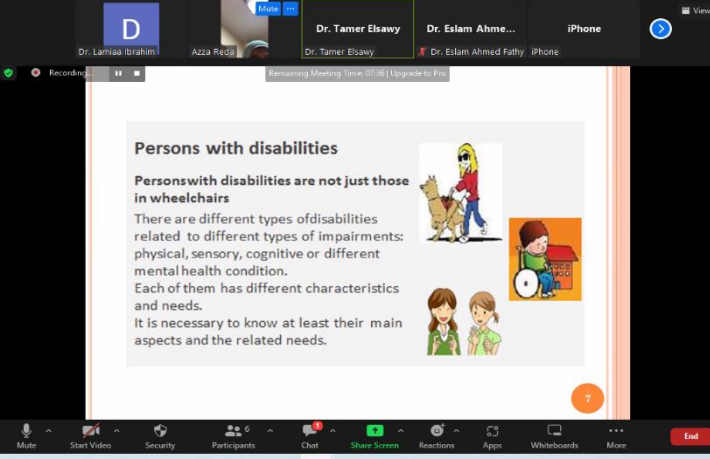 View
Mute ...
D
Dr. Tamer Elsawy
Dr. Eslam Ahme...
iPhone
Dr. Lamiaa Ibrahim
Azza Reda
Dr. Tamer Elsawy
Dr. Eslam Ahmed Fathy
iPhone
Recording...
Remaining Meeting Time: 07:36 | Upgrade to Pro
Persons with disabilities
Personswith disabilities are not just those
in wheelchairs
There are different types ofdisabilities
related to different types of impairments:
physical, sensory, cognitive or different
mental health condition.
Each of them has different characteristics
and needs.
It is necessary to know at least their main
aspects and the related needs.
7
6
1
Mute
Start Video
Security
Participants
Chat
Share Screen
Reactions
Apps
Whiteboards
More
End